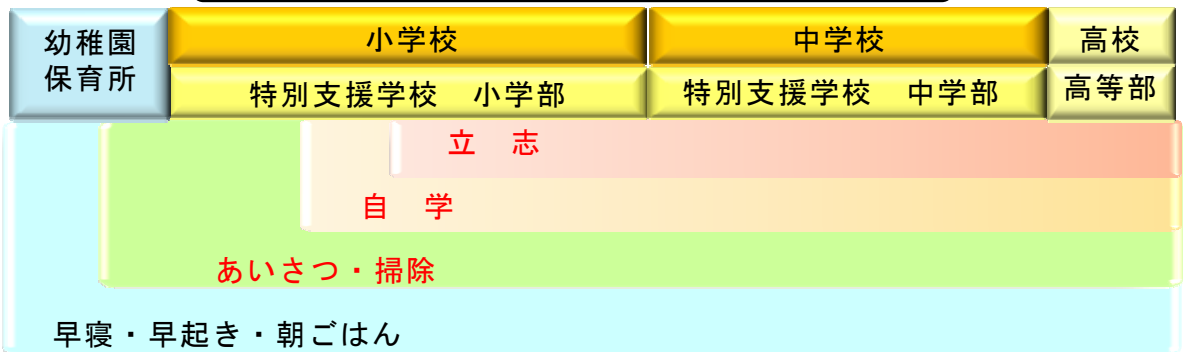 幼稚園
保育所
小学校
中学校
高校
特別支援学校 小学部
特別支援学校 中学部
高等部
立 志
自 学
あいさつ・掃除
早寝・早起き・朝ごはん